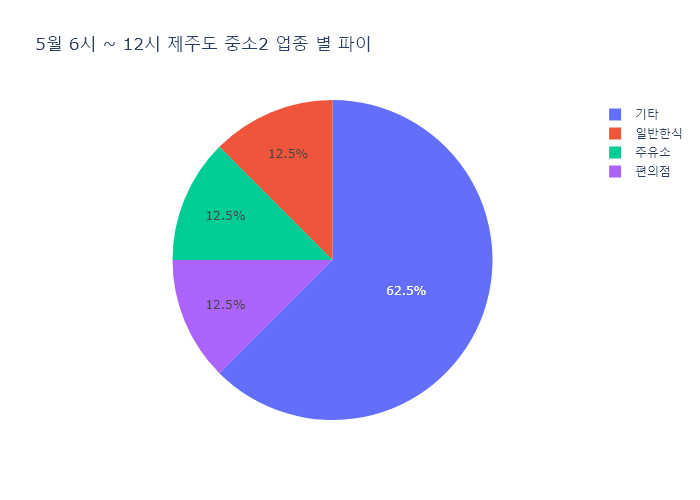 5월 6시 ~ 12시 제주도 중소2 업종 별 파이
기타
일반한식
주유소
편의점
12.5%
12.5%
62.5%
12.5%